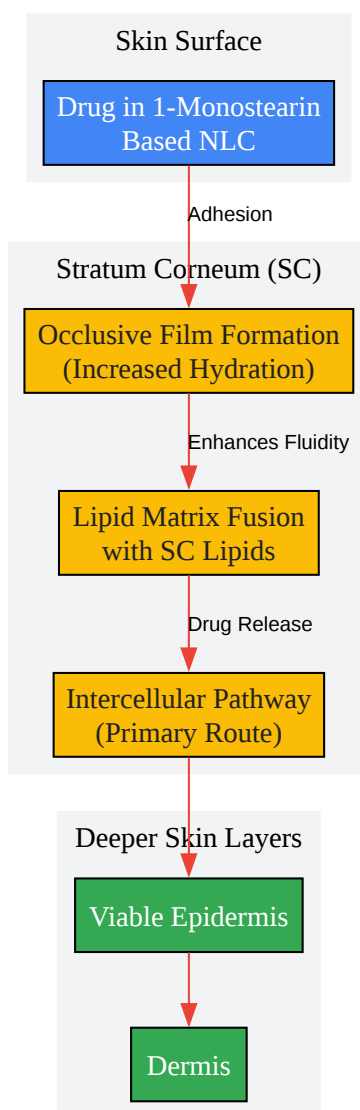 Skin Surface
Drug in 1-Monostearin
Based NLC
Adhesion
Stratum Corneum (SC)
Occlusive Film Formation
(Increased Hydration)
Enhances Fluidity
Lipid Matrix Fusion
with SC Lipids
Drug Release
Intercellular Pathway
(Primary Route)
Deeper Skin Layers
Viable Epidermis
Dermis